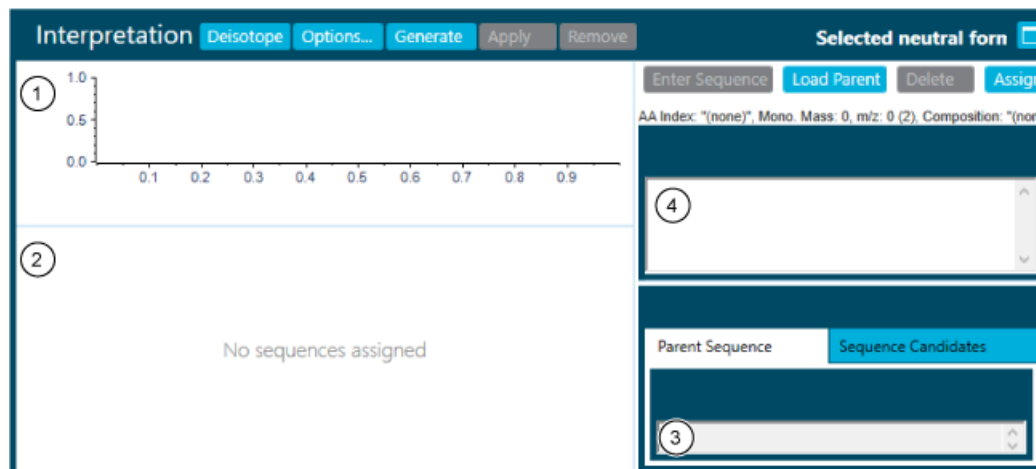 Interpretation Deisotope Options... Generate Apply Remove Selected neutral forn
Enter Sequence Load Parent Delete Assign
AA Index: "(none)", Mono. Mass: 0, m/z: 0 (2), Composition: "(nor
1
1.0
0.5
0.0
0.1 0.2 0.3 0.4 0.5 0.6 0.7 0.8 0.9
2
No sequences assigned
4
Parent Sequence Sequence Candidates
3